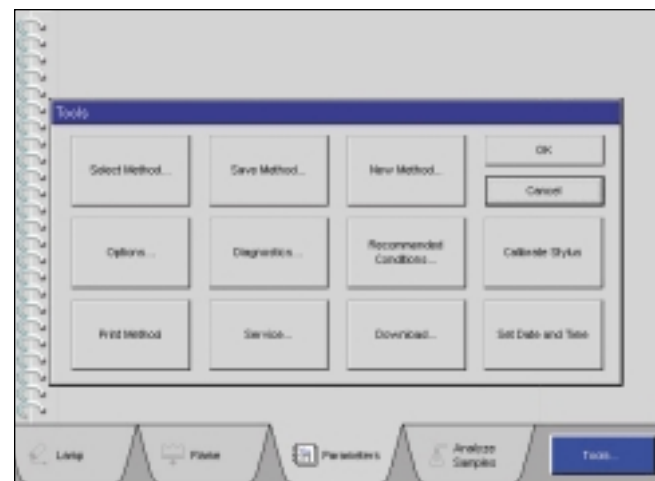 Tools
Select Method...
Save Method...
New Method...
OK
Cancel
Options...
Diagnostics...
Recommended
Conditions...
Calibrate Stylus
Print Method
Service...
Download...
Set Date and Time
Lamp
Flame
Parameters
Analyze
Samples
Tools...